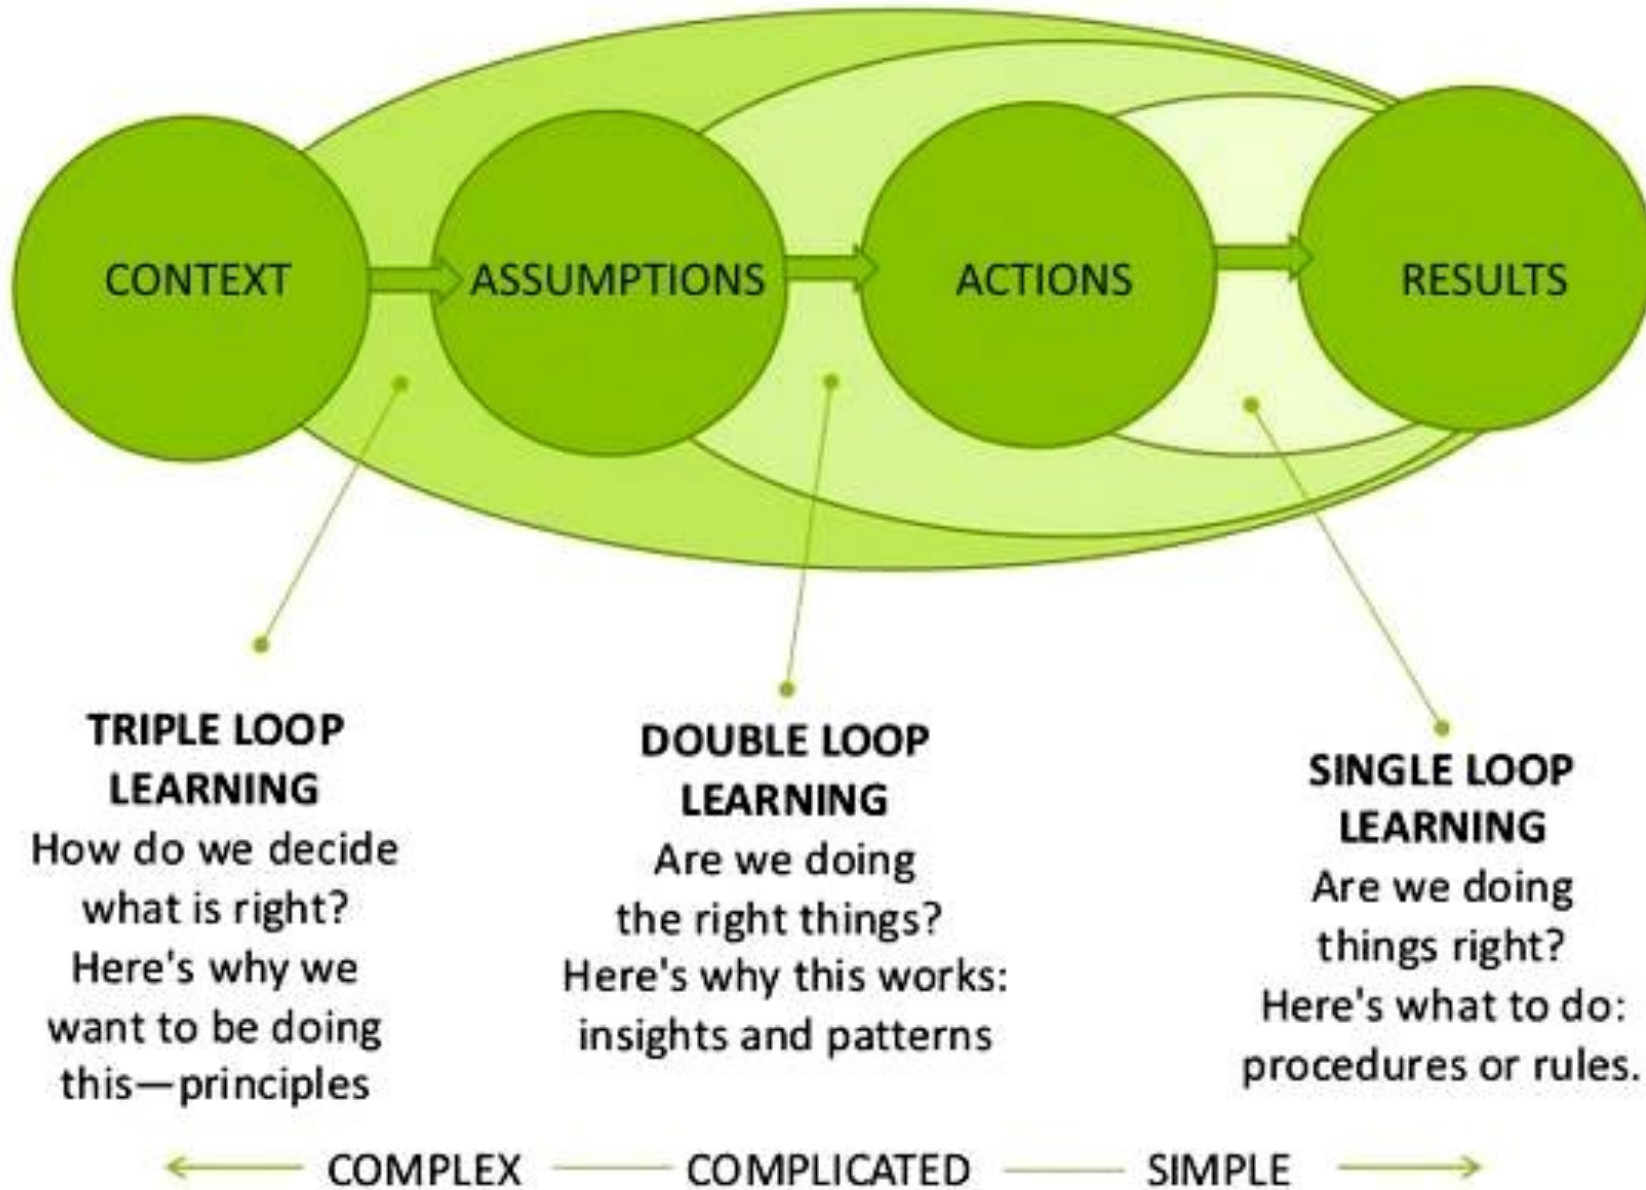 CONTEXT
ASSUMPTIONS
ACTIONS
RESULTS
TRIPLE LOOP
LEARNING
How do we decide
what is right?
Here's why we
want to be doing
this—principles
DOUBLE LOOP
LEARNING
Are we doing
the right things?
Here's why this works:
insights and patterns
SINGLE LOOP
LEARNING
Are we doing
things right?
Here's what to do:
procedures or rules.
COMPLEX COMPLICATED SIMPLE